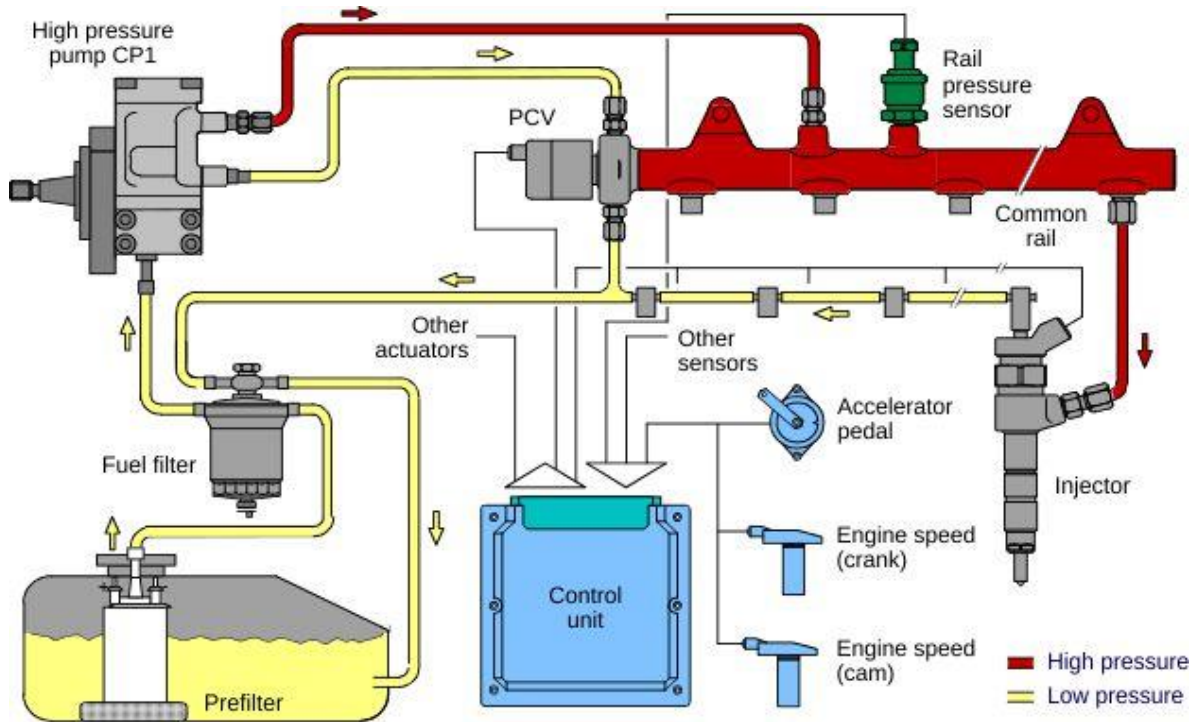 High pressure
pump CP1
Rail
pressure
sensor
PCV
Common
rail
Other
actuators
Other
sensors
Accelerator
pedal
Fuel filter
Injector
Engine speed
(crank)
Control
unit
Engine speed
(cam)
Prefilter
High pressure
Low pressure